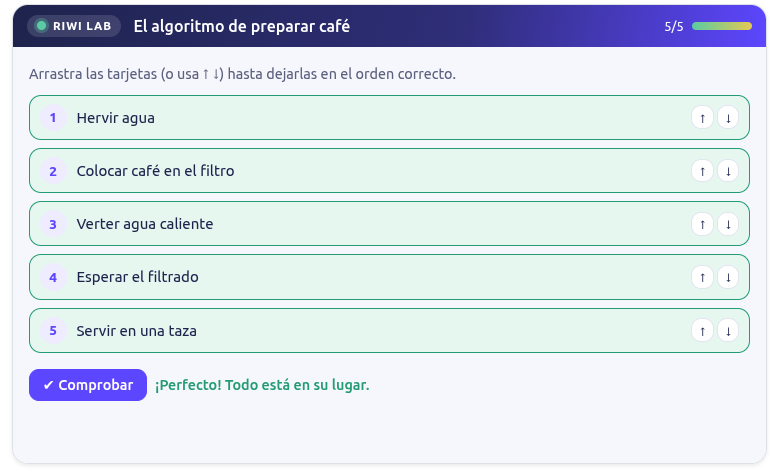 RIWI LAB El algoritmo de preparar café 5/5
Arrastra las tarjetas (o usa ↑ ↓) hasta dejarlas en el orden correcto.
1 Hervir agua ↑ ↓
2 Colocar café en el filtro ↑ ↓
3 Verter agua caliente ↑ ↓
4 Esperar el filtrado ↑ ↓
5 Servir en una taza ↑ ↓
✔ Comprobar ¡Perfecto! Todo está en su lugar.